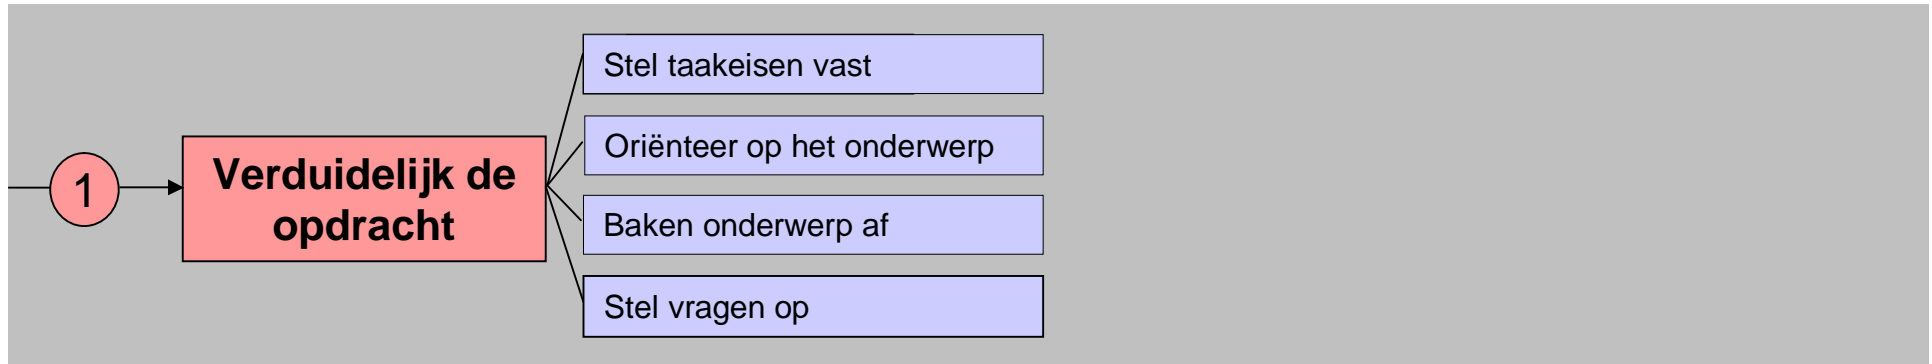 1
Verduidelijk de
opdracht
Stel taakeisen vast
Oriënteer op het onderwerp
Baken onderwerp af
Stel vragen op